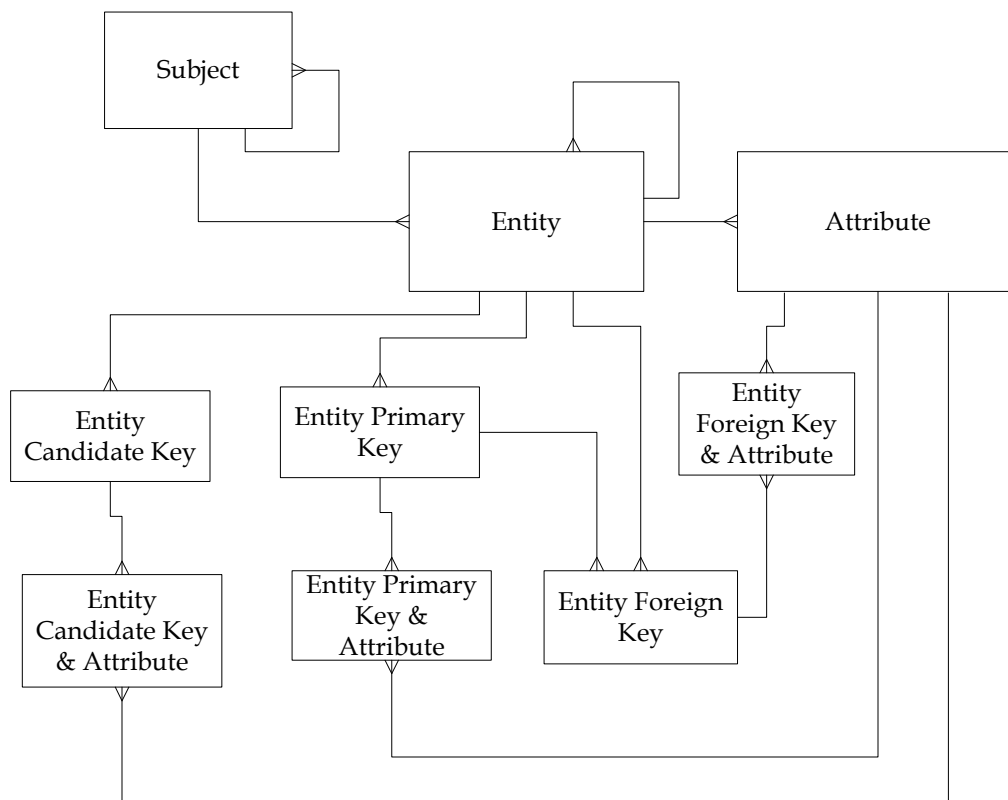 Subject
Entity
Attribute
Entity
Candidate Key
Entity Primary
Key
Entity
Foreign Key
& Attribute
Entity
Candidate Key
& Attribute
Entity Primary
Key &
Attribute
Entity Foreign
Key